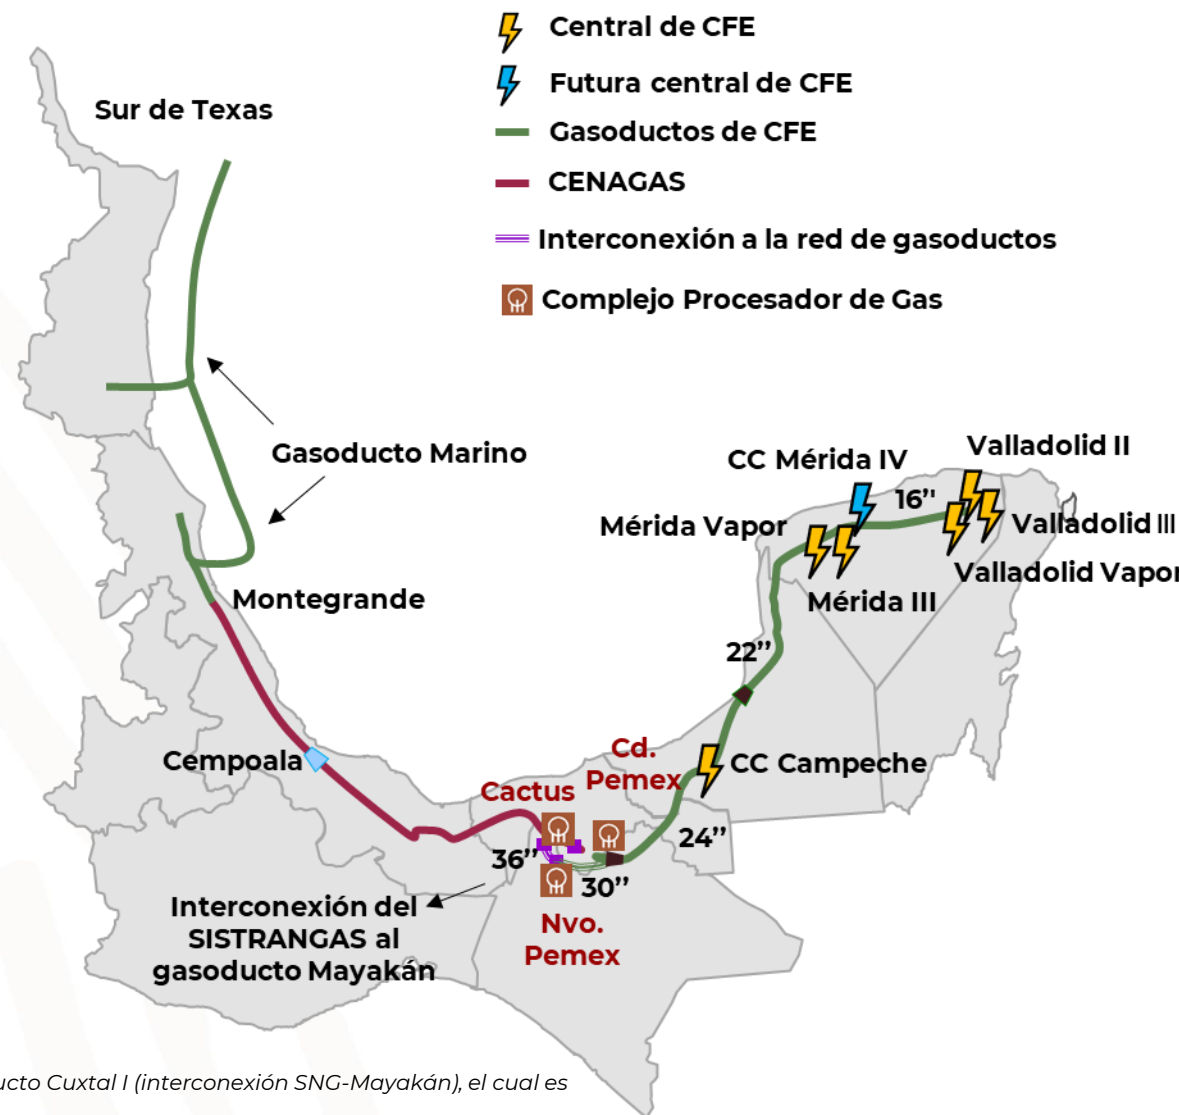 Central de CFE
Futura central de CFE
Gasoductos de CFE
CENAGAS
Interconexión a la red de gasoductos
Complejo Procesador de Gas
Sur de Texas
Gasoducto Marino
Montegrande
Cempoala
Cactus
Cd.
Pemex
36’’
30’’
24’’
22’’
16''
Nvo.
Pemex
Interconexión del
SISTRANGAS al
gasoducto Mayakán
CC Campeche
Mérida Vapor
CC Mérida IV
Mérida III
Valladolid II
Valladolid III
Valladolid Vapor
ucto Cuxtal I (interconexión SNG-Mayakán), el cual es